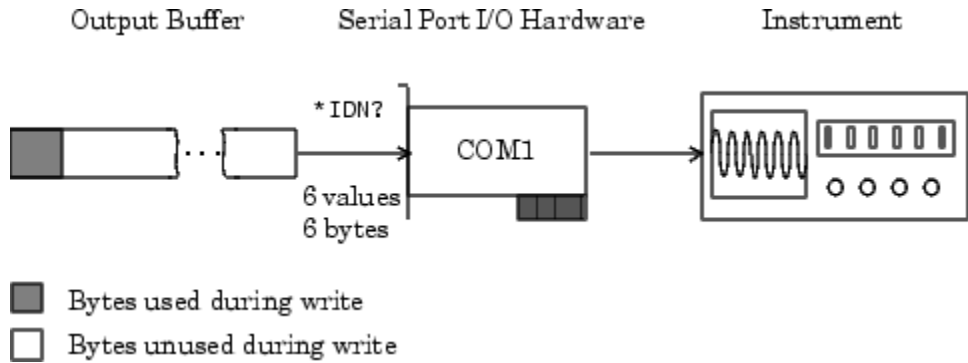 Output Buffer
Serial Port I/O Hardware
Instrument
*IDN?
COM1
6 values
6 bytes
Bytes used during write
Bytes unused during write